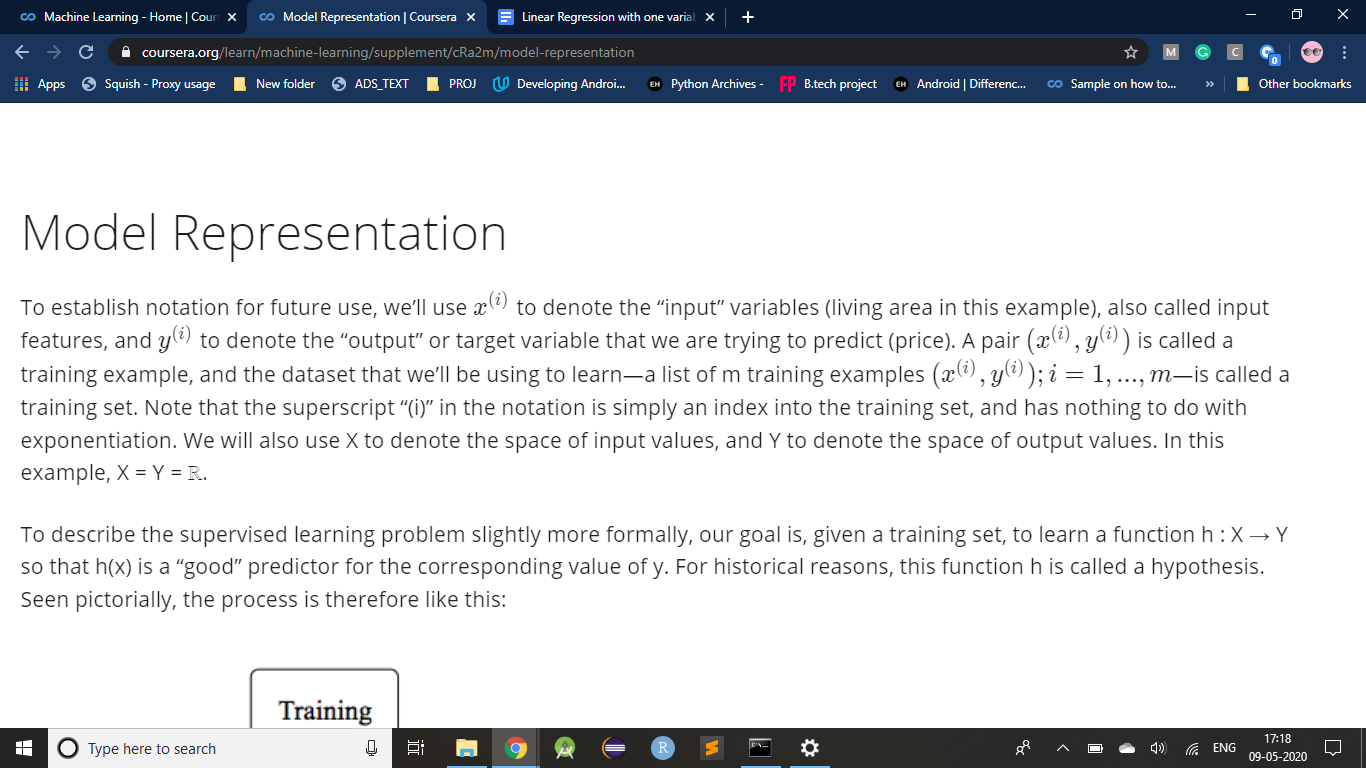 Machine Learning - Home | Cour
Model Representation | Coursera
Linear Regression with one variab
coursera.org/learn/machine-learning/supplement/cRa2m/model-representation
M G C G 0
Apps Squish - Proxy usage New folder ADS_TEXT PROJ Developing Androi... EH Python Archives - FP B.tech project EH Android | Differenc... Sample on how to... » Other bookmarks
Model Representation
To establish notation for future use, we’ll use x⁽ⁱ⁾ to denote the “input” variables (living area in this example), also called input
features, and y⁽ⁱ⁾ to denote the “output” or target variable that we are trying to predict (price). A pair (x⁽ⁱ⁾, y⁽ⁱ⁾) is called a
training example, and the dataset that we’ll be using to learn—a list of m training examples (x⁽ⁱ⁾, y⁽ⁱ⁾); i = 1, ..., m—is called a
training set. Note that the superscript “(i)” in the notation is simply an index into the training set, and has nothing to do with
exponentiation. We will also use X to denote the space of input values, and Y to denote the space of output values. In this
example, X = Y = ℝ.
To describe the supervised learning problem slightly more formally, our goal is, given a training set, to learn a function h : X → Y
so that h(x) is a “good” predictor for the corresponding value of y. For historical reasons, this function h is called a hypothesis.
Seen pictorially, the process is therefore like this:
Training
Type here to search
R S ENG 17:18
09-05-2020